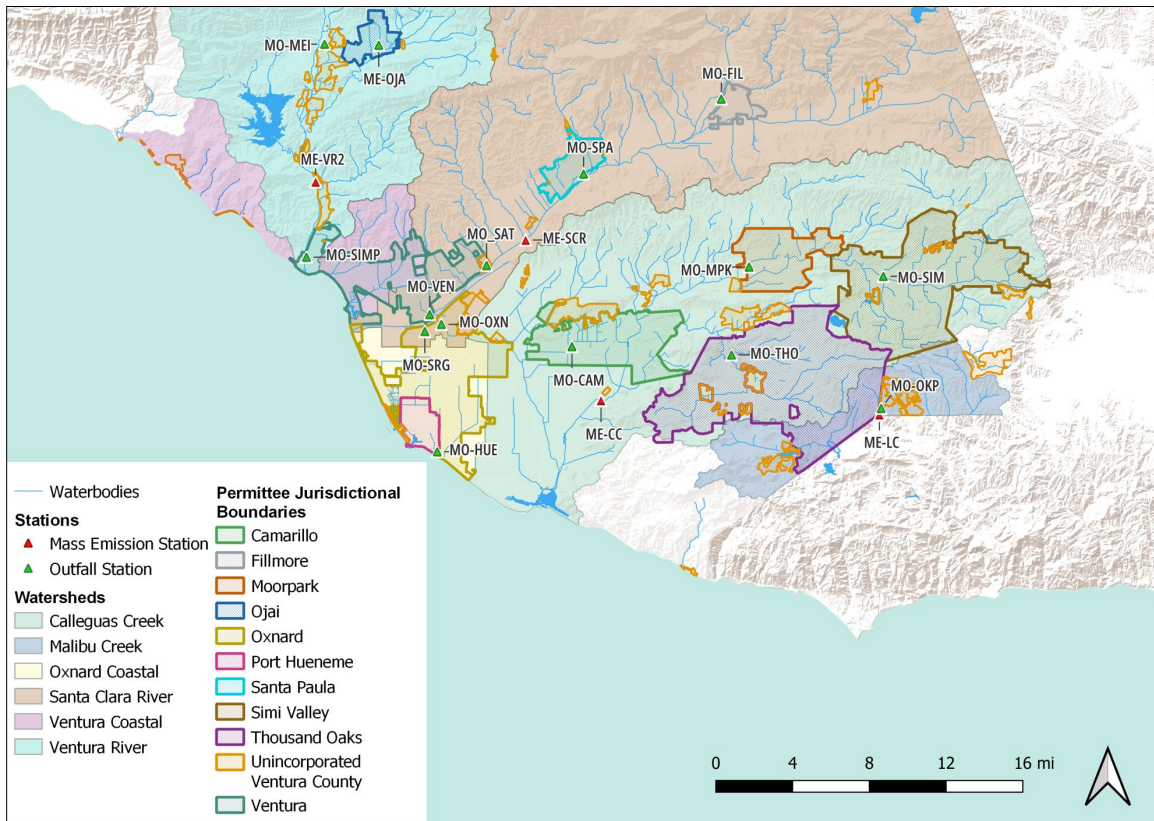 MO-MEI
ME-OJA
MO-FIL
MO-SPA
ME-VR2
MO_SAT
ME-SCR
MO-SIMP
MO-MPK
MO-SIM
MO-VEN
MO-OXN
MO-SRG
MO-THO
MO-CAM
MO-OKP
ME-CC
ME-LC
MO-HUE
Waterbodies
Stations
Mass Emission Station
Outfall Station
Watersheds
Calleguas Creek
Malibu Creek
Oxnard Coastal
Santa Clara River
Ventura Coastal
Ventura River
Permittee Jurisdictional
Boundaries
Camarillo
Fillmore
Moorpark
Ojai
Oxnard
Port Hueneme
Santa Paula
Simi Valley
Thousand Oaks
Unincorporated
Ventura County
Ventura
0 4 8 12 16 mi